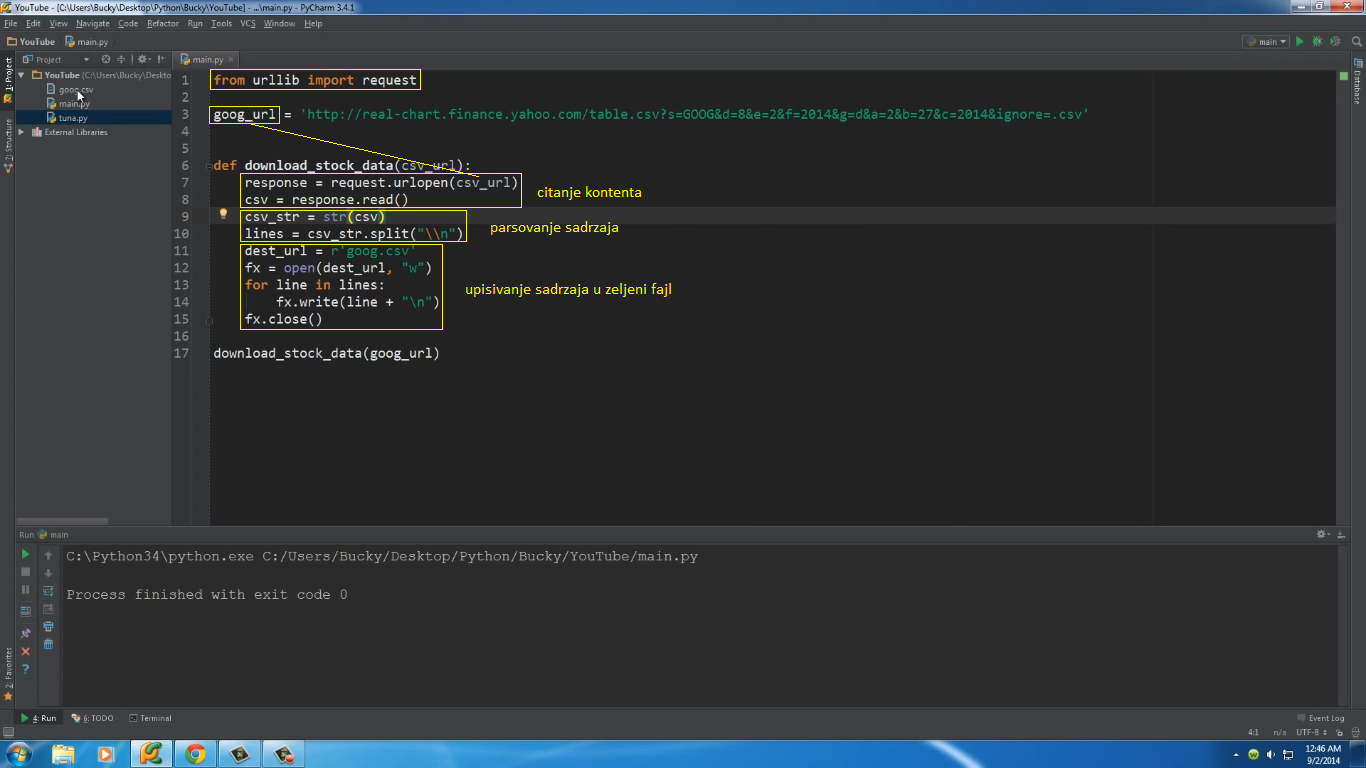 YouTube - [C:\Users\Bucky\Desktop\Python\Bucky\YouTube] - ...\main.py - PyCharm 3.4.1
File Edit View Navigate Code Refactor Run Tools VCS Window Help
YouTube main.py main
Project main.py
YouTube (C:\Users\Bucky\Deskto
goog.csv
main.py
tuna.py
External Libraries
1: Project
2: Structure
2: Favorites
Database
1 from urllib import request
2
3 goog_url = 'http://real-chart.finance.yahoo.com/table.csv?s=GOOG&d=8&e=2&f=2014&g=d&a=2&b=27&c=2014&ignore=.csv'
4
5
6 def download_stock_data(csv_url):
7 response = request.urlopen(csv_url)
8 csv = response.read()
citanje kontenta
9 csv_str = str(csv)
10 lines = csv_str.split("\\n")
parsovanje sadrzaja
11 dest_url = r'goog.csv'
12 fx = open(dest_url, "w")
13 for line in lines:
14 fx.write(line + "\n")
15 fx.close()
upisivanje sadrzaja u zeljeni fajl
16
17 download_stock_data(goog_url)
Run main
C:\Python34\python.exe C:/Users/Bucky/Desktop/Python/Bucky/YouTube/main.py
Process finished with exit code 0
4: Run 6: TODO Terminal Event Log
4:1 n/a UTF-8
12:46 AM
9/2/2014